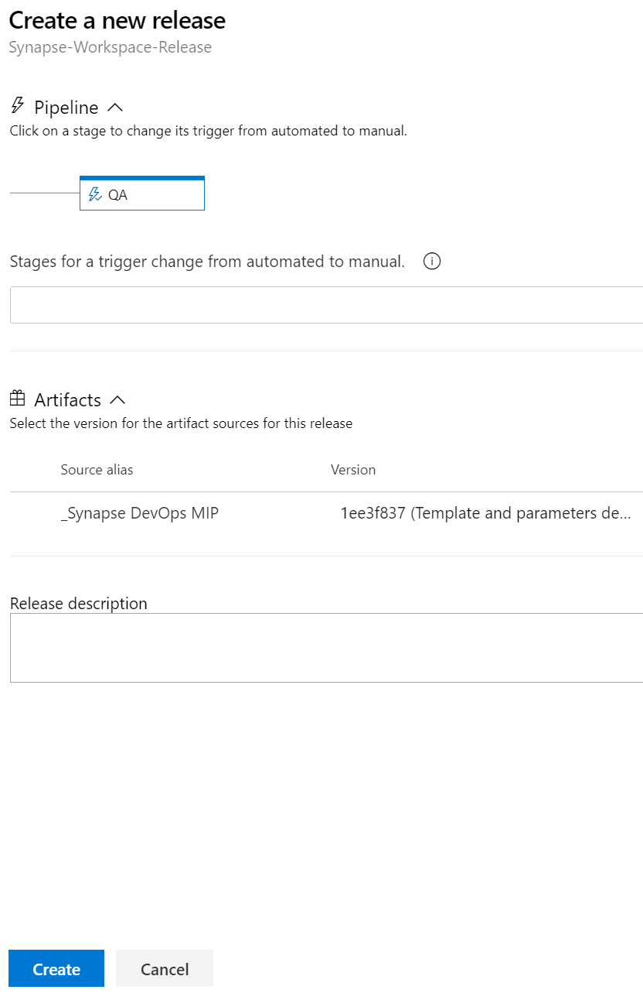 Create a new release
Synapse-Workspace-Release
Pipeline
Click on a stage to change its trigger from automated to manual.
QA
Stages for a trigger change from automated to manual.
Artifacts
Select the version for the artifact sources for this release
Source alias Version
_Synapse DevOps MIP 1ee3f837 (Template and parameters de...
Release description
Create Cancel